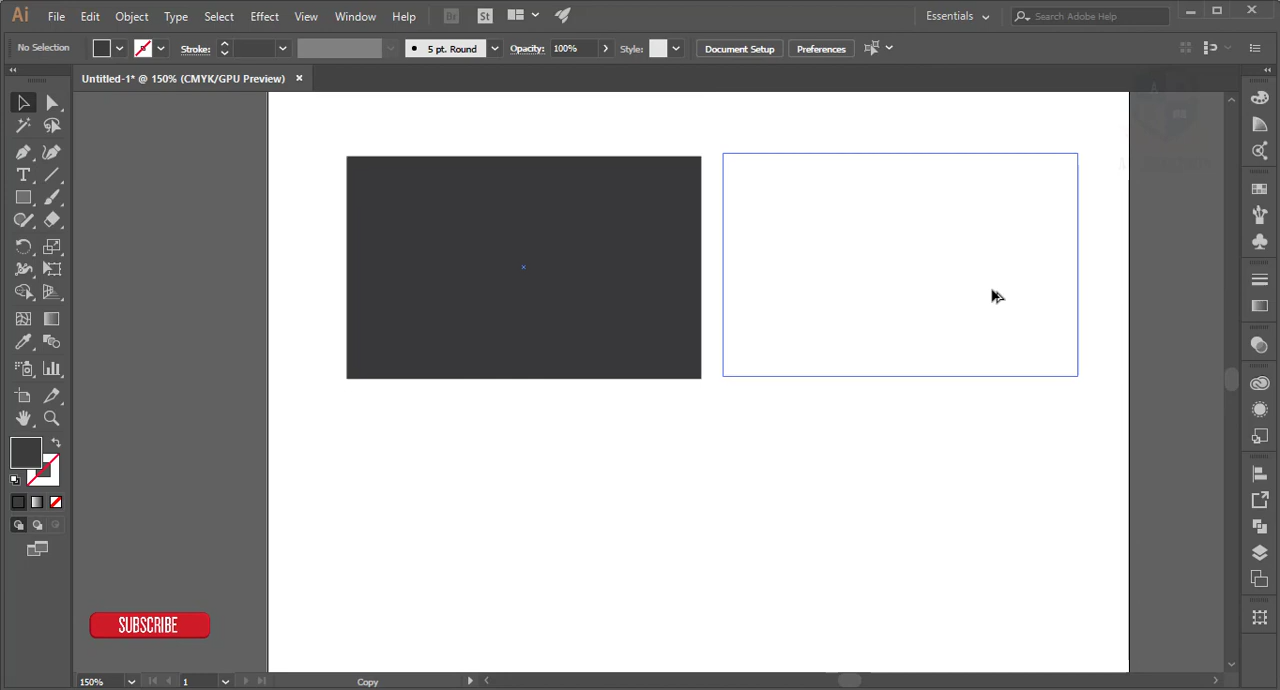 Ai File Edit Object Type Select Effect View Window Help Br St Essentials Search Adobe Help
No Selection Stroke: 5 pt. Round Opacity: 100% Style: Document Setup Preferences
Untitled-1* @ 150% (CMYK/GPU Preview)
SUBSCRIBE
150% 1 Copy